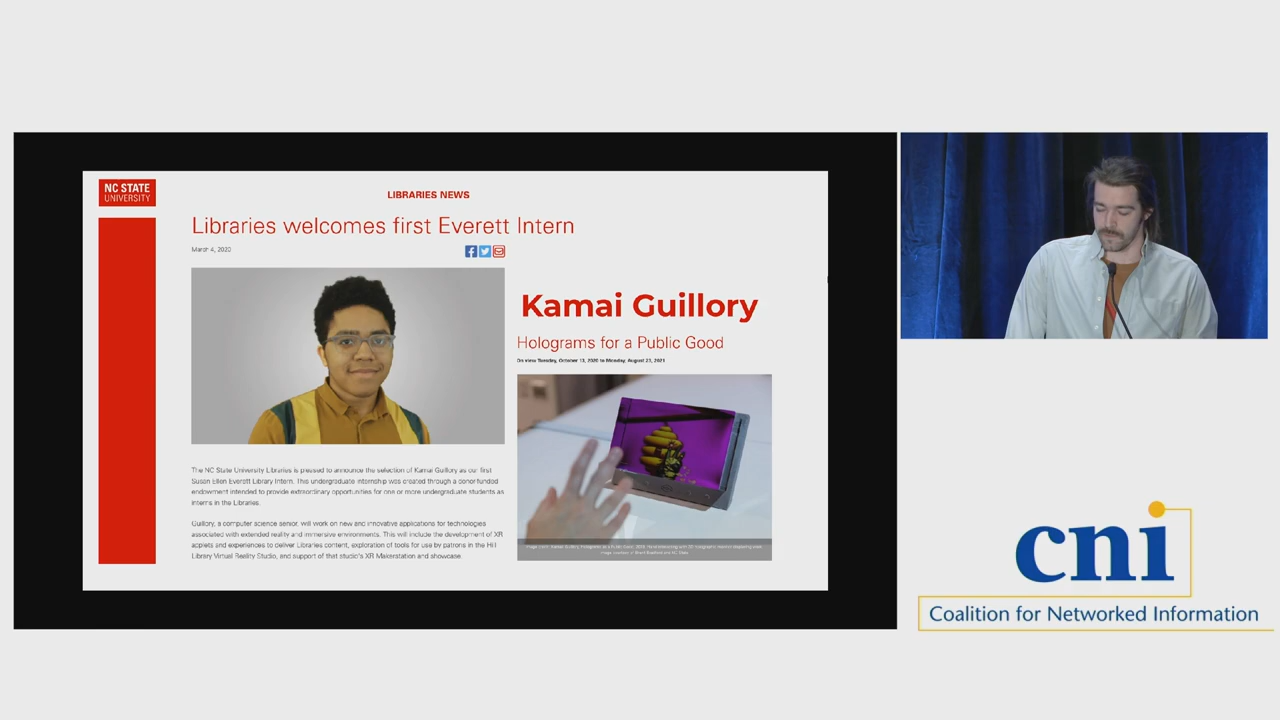 NC STATE
UNIVERSITY
LIBRARIES NEWS
Libraries welcomes first Everett Intern
March 4, 2020
Kamai Guillory
Holograms for a Public Good
On view Tuesday, October 13, 2020 to Monday, August 23, 2021
The NC State University Libraries is pleased to announce the selection of Kamai Guillory as our first
Susan Ellen Everett Library Intern. This undergraduate internship was created through a donor-funded
endowment intended to provide extraordinary opportunities for one or more undergraduate students as
interns in the Libraries.
Guillory, a computer science senior, will work on new and innovative applications for technologies
associated with extended reality and immersive environments. This will include the development of XR
applets and experiences to deliver Libraries content, exploration of tools for use by patrons in the Hill
Library Virtual Reality Studio, and support of that studio's XR Makerstation and showcase.
cni
Coalition for Networked Information